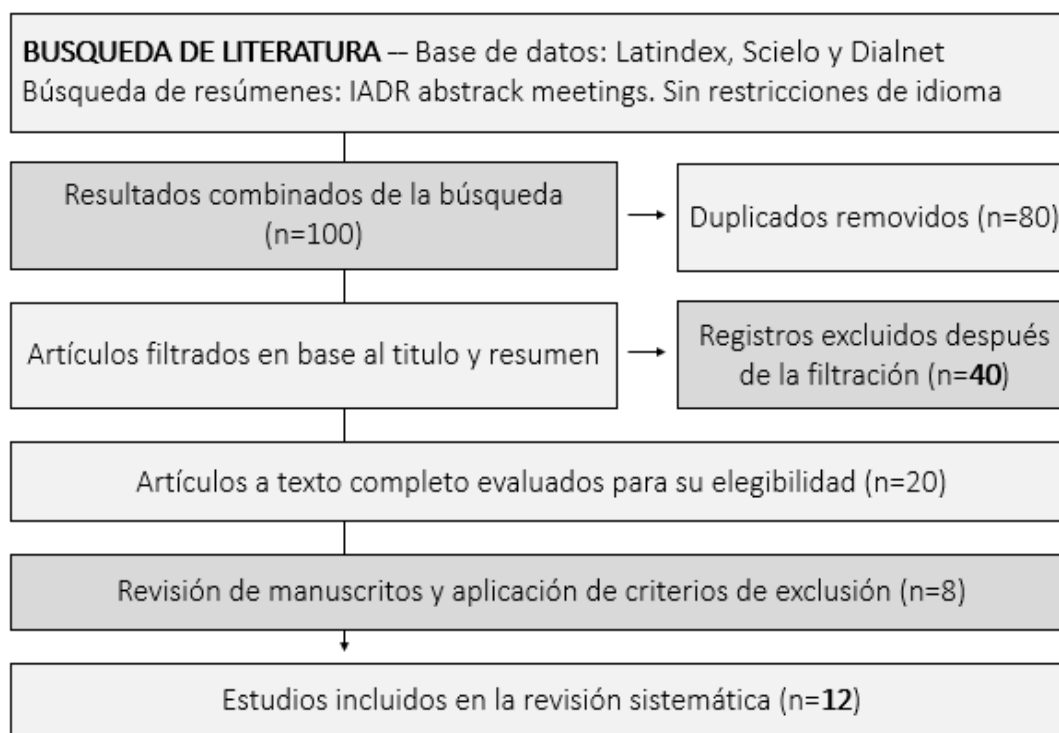 BUSQUEDA DE LITERATURA -- Base de datos: Latindex, Scielo y Dialnet
Búsqueda de resúmenes: IADR abstrack meetings. Sin restricciones de idioma
Resultados combinados de la búsqueda
(n=100)
Duplicados removidos (n=80)
Artículos filtrados en base al titulo y resumen
Registros excluidos después
de la filtración (n=40)
Artículos a texto completo evaluados para su elegibilidad (n=20)
Revisión de manuscritos y aplicación de criterios de exclusión (n=8)
Estudios incluidos en la revisión sistemática (n=12)